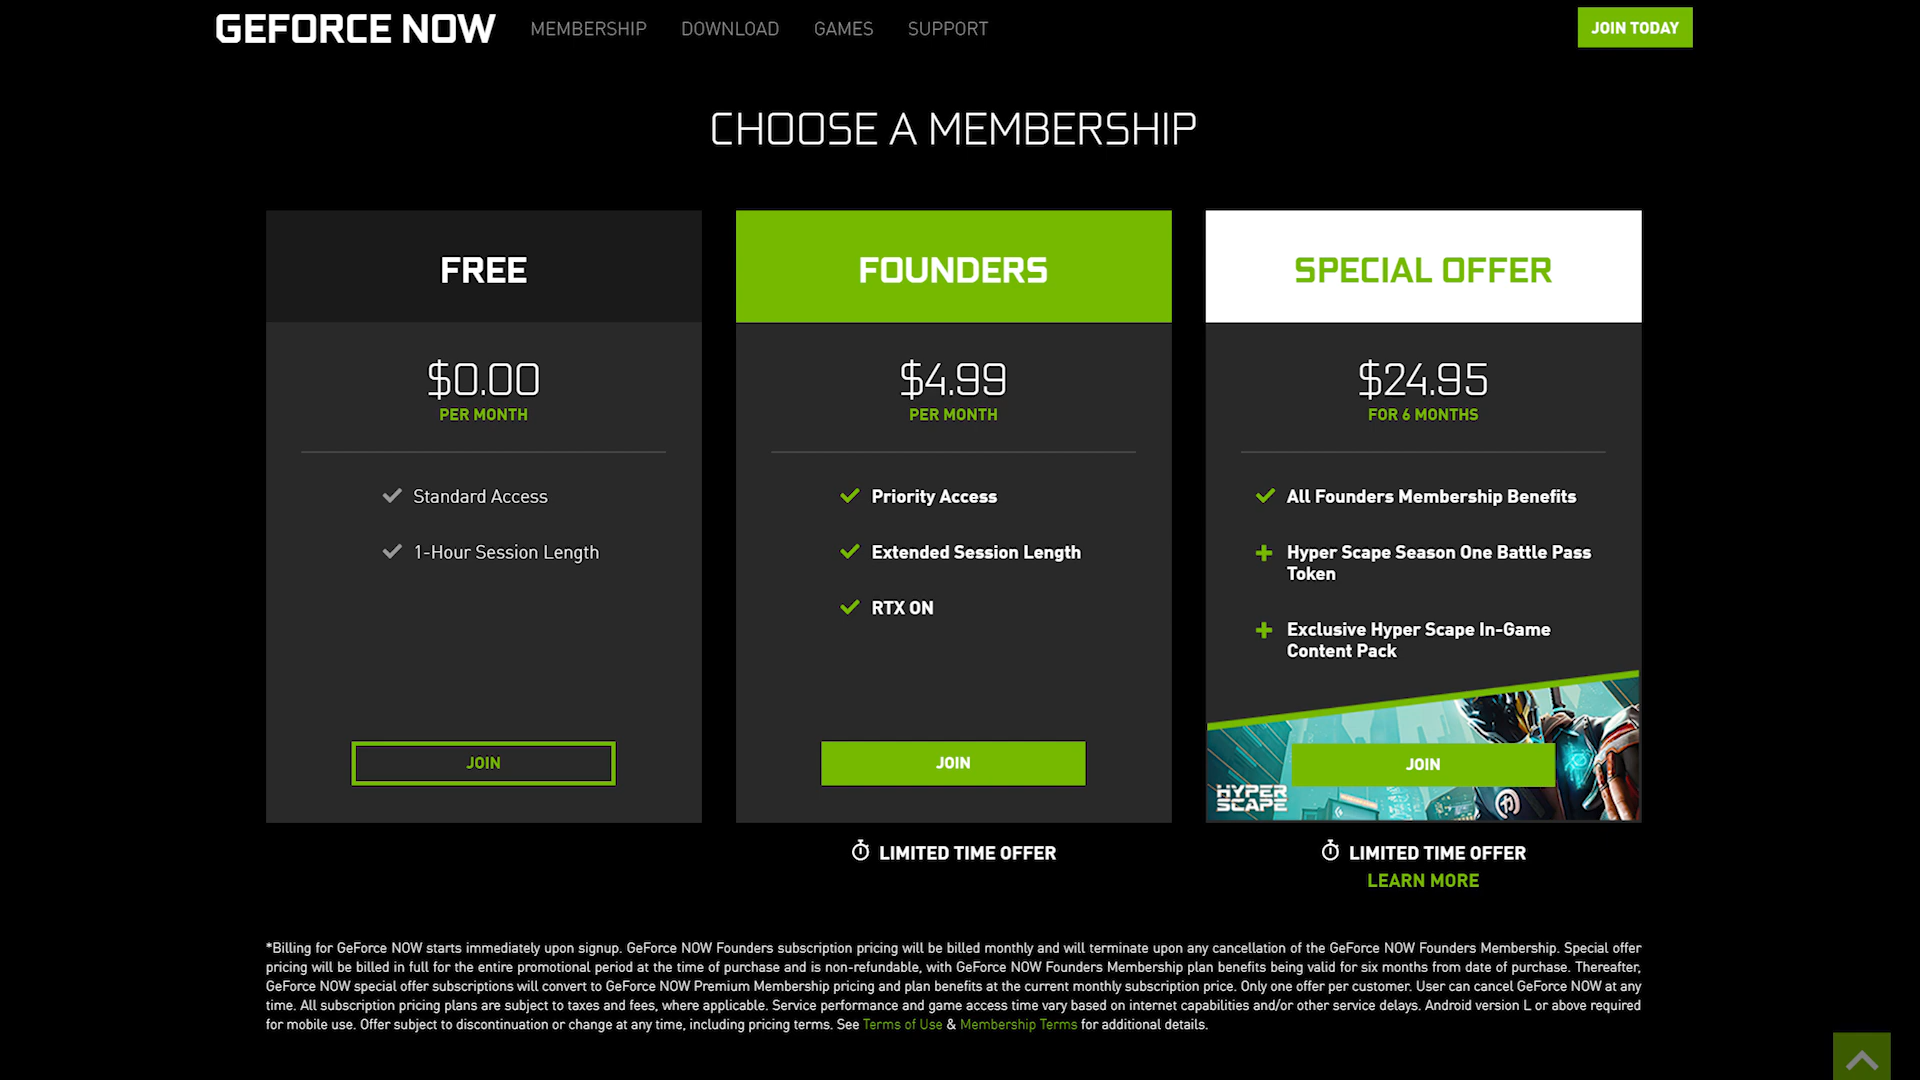 GEFORCE NOW MEMBERSHIP DOWNLOAD GAMES SUPPORT JOIN TODAY
CHOOSE A MEMBERSHIP
FREE
$0.00
PER MONTH
Standard Access
1-Hour Session Length
JOIN
FOUNDERS
$4.99
PER MONTH
Priority Access
Extended Session Length
RTX ON
JOIN
LIMITED TIME OFFER
SPECIAL OFFER
$24.95
FOR 6 MONTHS
All Founders Membership Benefits
Hyper Scape Season One Battle Pass
Token
Exclusive Hyper Scape In-Game
Content Pack
JOIN
HYPER
SCAPE
LIMITED TIME OFFER
LEARN MORE
*Billing for GeForce NOW starts immediately upon signup. GeForce NOW Founders subscription pricing will be billed monthly and will terminate upon any cancellation of the GeForce NOW Founders Membership. Special offer
pricing will be billed in full for the entire promotional period at the time of purchase and is non-refundable, with GeForce NOW Founders Membership plan benefits being valid for six months from date of purchase. Thereafter,
GeForce NOW special offer subscriptions will convert to GeForce NOW Premium Membership pricing and plan benefits at the current monthly subscription price. Only one offer per customer. User can cancel GeForce NOW at any
time. All subscription pricing plans are subject to taxes and fees, where applicable. Service performance and game access time vary based on internet capabilities and/or other service delays. Android version L or above required
for mobile use. Offer subject to discontinuation or change at any time, including pricing terms. See Terms of Use & Membership Terms for additional details.